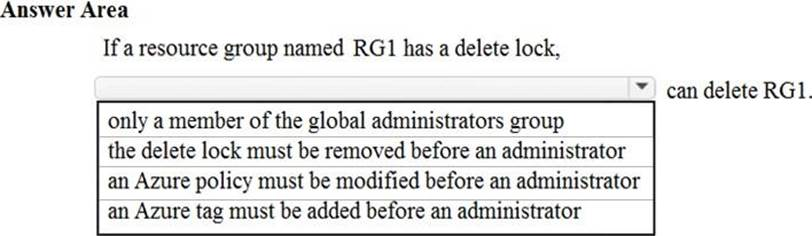 Answer Area
If a resource group named RG1 has a delete lock,
can delete RG1.
only a member of the global administrators group
the delete lock must be removed before an administrator
an Azure policy must be modified before an administrator
an Azure tag must be added before an administrator